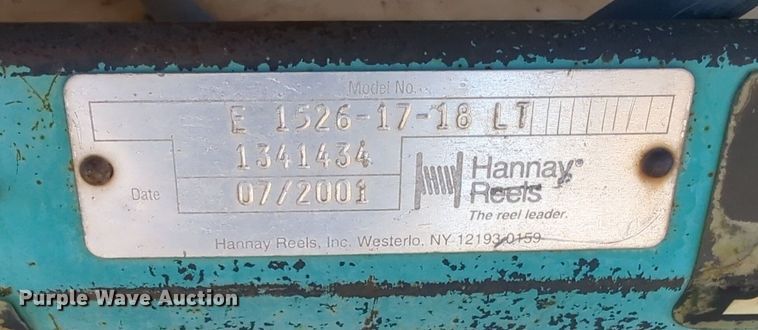 Model No.
E 1526-17-18 LT
1341434
Date 07/2001
Hannay®
Reels
The reel leader.
Hannay Reels, Inc. Westerlo, NY 12193-0159
Purple Wave Auction